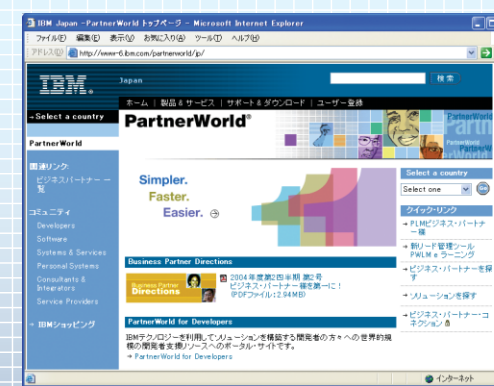 IBM Japan -PartnerWorld トップページ - Microsoft Internet Explorer
ファイル(F) 編集(E) 表示(V) お気に入り(A) ツール(T) ヘルプ(H)
アドレス(D) http://www-6.ibm.com/partnerworld/jp/
IBM® Japan 検索
ホーム | 製品 & サービス | サポート & ダウンロード | ユーザー登録
→Select a country
PartnerWorld®
PartnerWorld
関連リンク:
ビジネスパートナー 一
覧
コミュニティ
Developers
Software
Systems & Services
Personal Systems
Consultants &
Integrators
Service Providers
→ IBMショッピング
Simpler.
Faster.
Easier.
Business Partner Directions
Business Partner
Directions
2004年度第2四半期 第2号
ビジネス・パートナー様を第一に!
(PDFファイル:2.94MB)
PartnerWorld for Developers
IBMテクノロジーを利用してソリューションを構築する開発者の方々への世界的規
模の開発者支援リソースへのポータル・サイトです。
→ PartnerWorld for Developers
Select a country
Select one
クイック・リンク
→ PLMビジネス・パートナ
ー様
→ 新リード管理ツール
PWLM e ラーニング
→ ビジネス・パートナーを探
す
→ ソリューションを探す
→ ビジネス・パートナー・コ
ネクション
インターネット